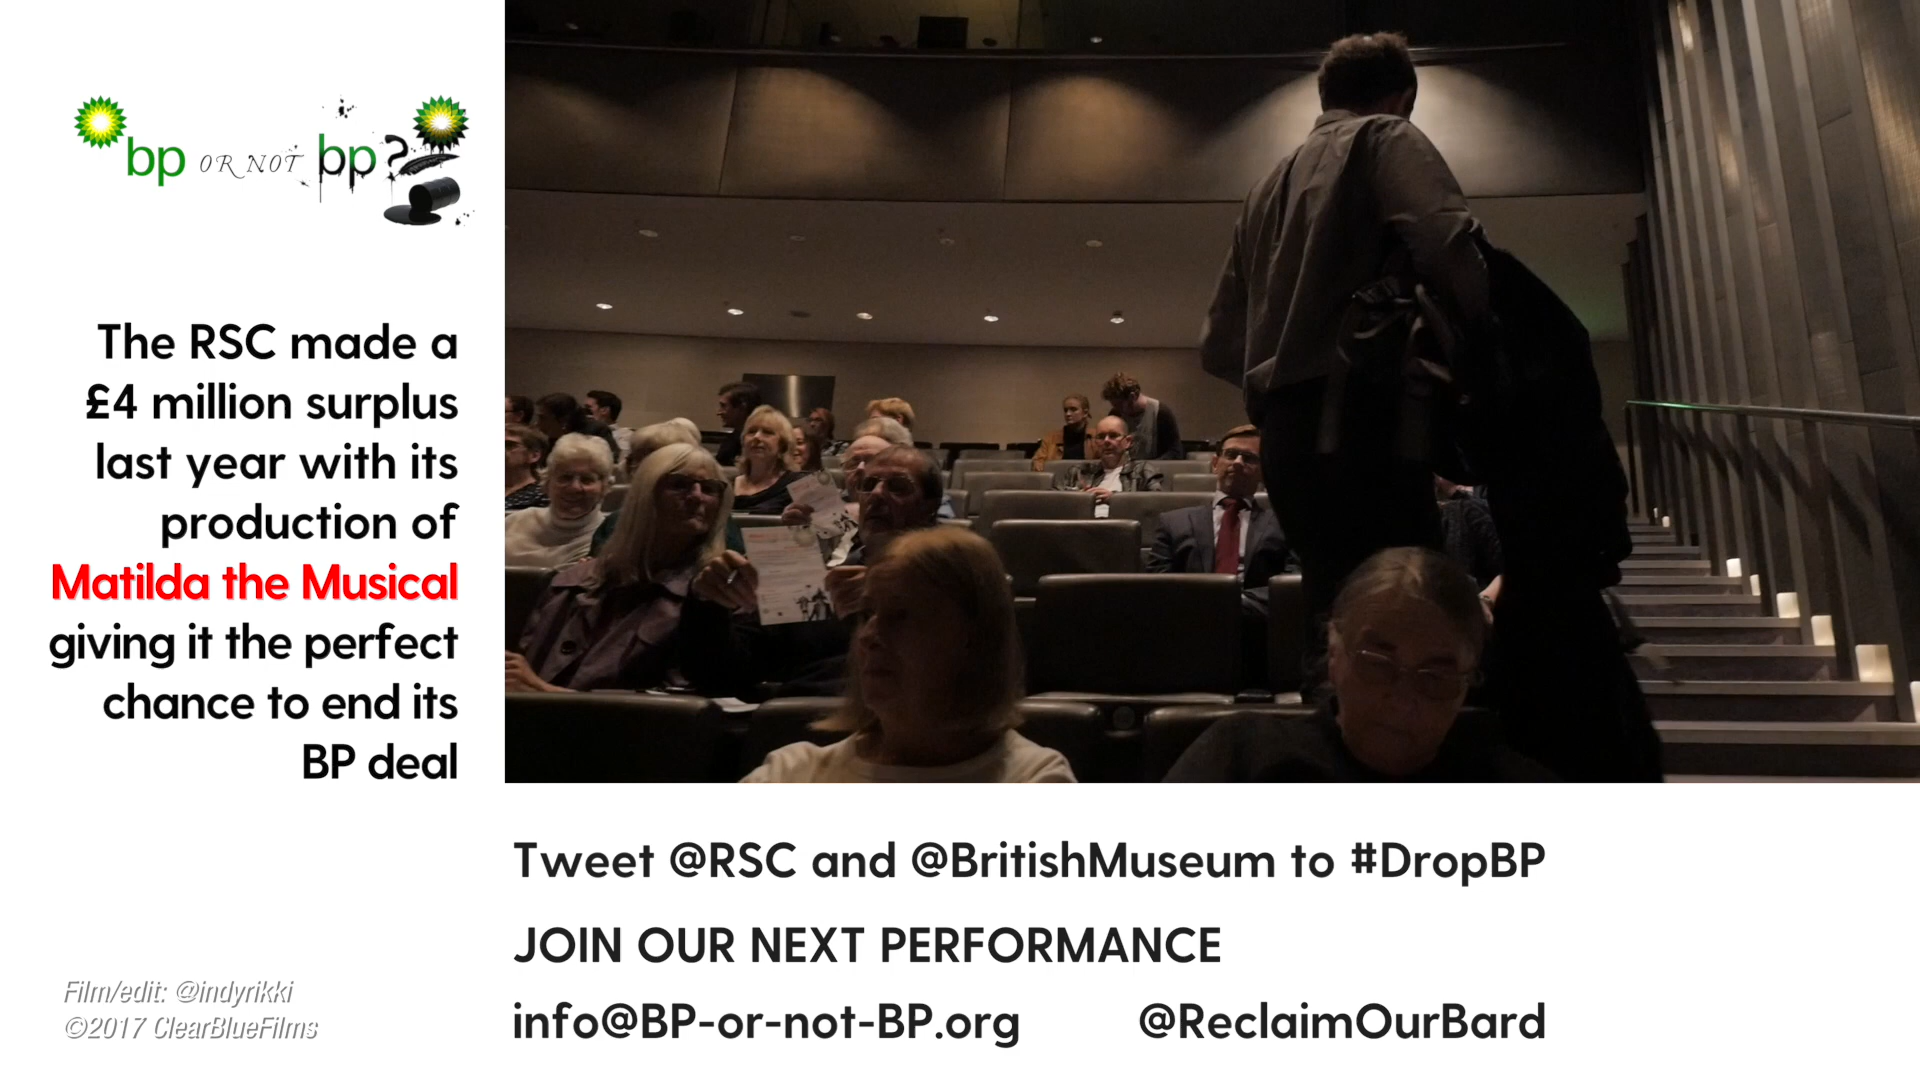 bp OR NOT bp?
The RSC made a
£4 million surplus
last year with its
production of
Matilda the Musical
giving it the perfect
chance to end its
BP deal
Tweet @RSC and @BritishMuseum to #DropBP
JOIN OUR NEXT PERFORMANCE
info@BP-or-not-BP.org @ReclaimOurBard
Film/edit: @indyrikki
©2017 ClearBlueFilms